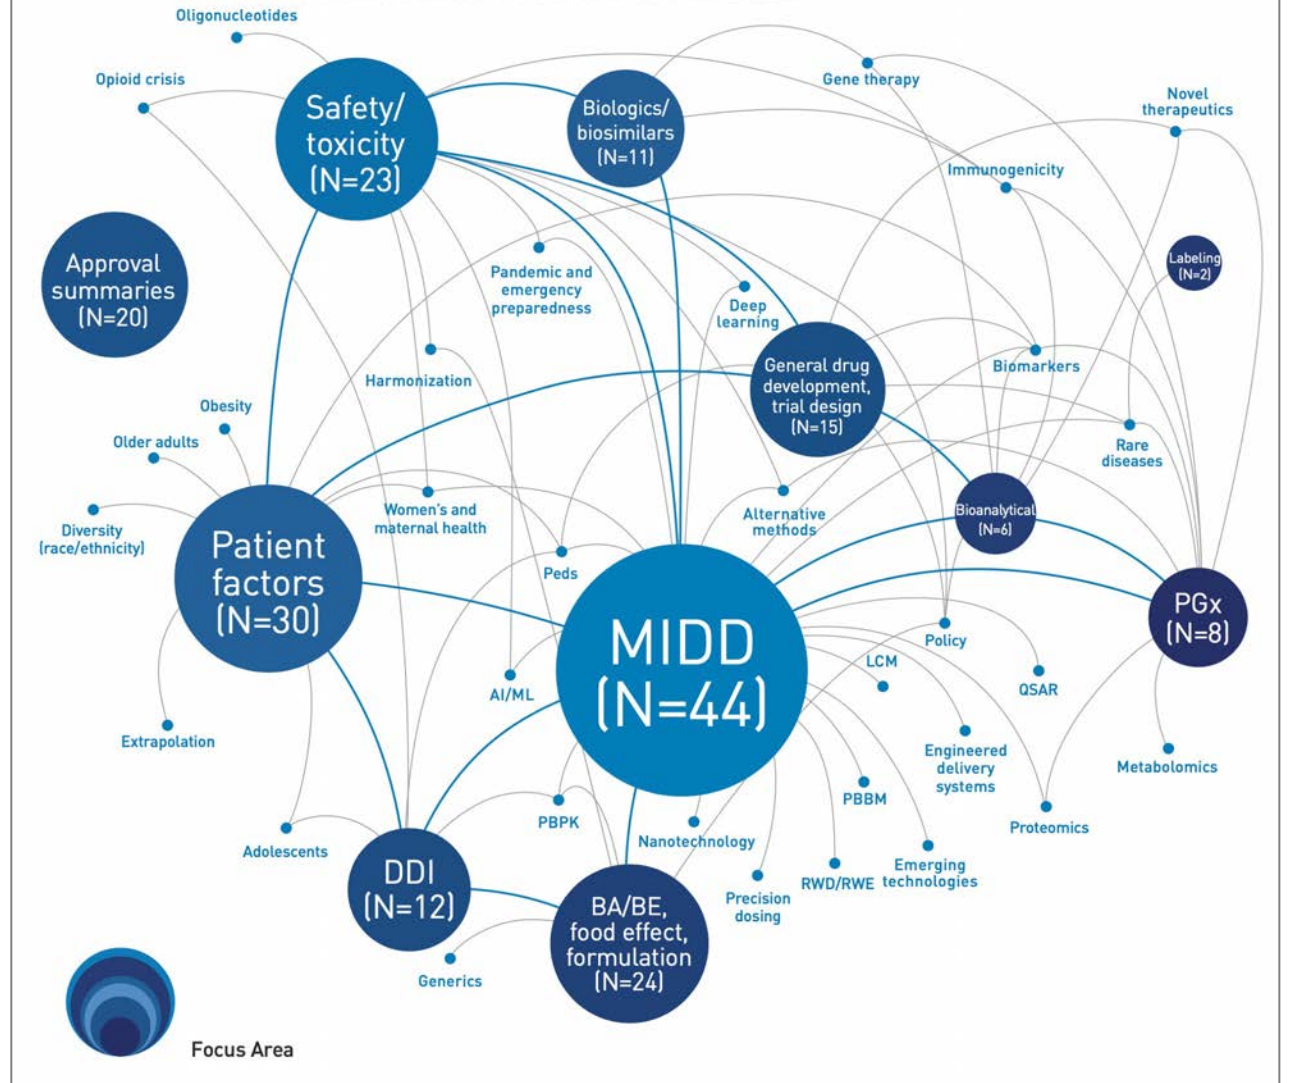 Oligonucleotides
Opioid crisis
Safety/
toxicity
(N=23)
Biologics/
biosimilars
(N=11)
Gene therapy
Novel
therapeutics
Immunogenicity
Approval
summaries
(N=20)
Labeling
(N=2)
Pandemic and
emergency
preparedness
Deep
learning
Harmonization
General drug
development,
trial design
(N=15)
Biomarkers
Obesity
Older adults
Rare
diseases
Diversity
(race/ethnicity)
Women's and
maternal health
Alternative
methods
Bioanalytical
(N=6)
Patient
factors
(N=30)
Peds
MIDD
(N=44)
PGx
(N=8)
Policy
LCM
QSAR
AI/ML
Extrapolation
Engineered
delivery
systems
Metabolomics
PBBM
PBPK
Nanotechnology
Proteomics
Adolescents
Emerging
technologies
RWD/RWE
Precision
dosing
DDI
(N=12)
BA/BE,
food effect,
formulation
(N=24)
Generics
Focus Area